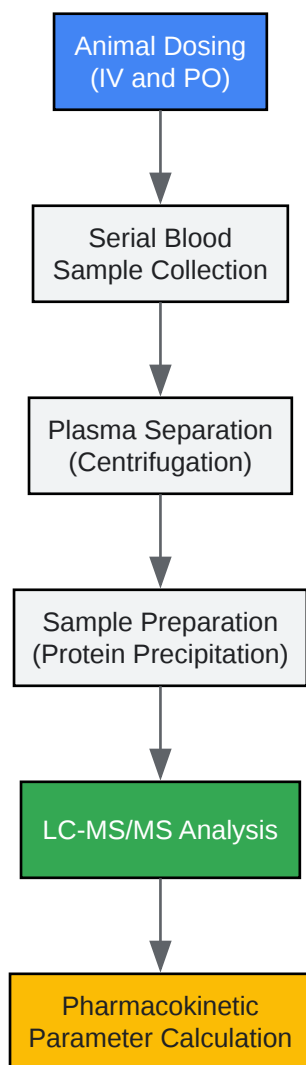 Animal Dosing
(IV and PO)
Serial Blood
Sample Collection
Plasma Separation
(Centrifugation)
Sample Preparation
(Protein Precipitation)
LC-MS/MS Analysis
Pharmacokinetic
Parameter Calculation